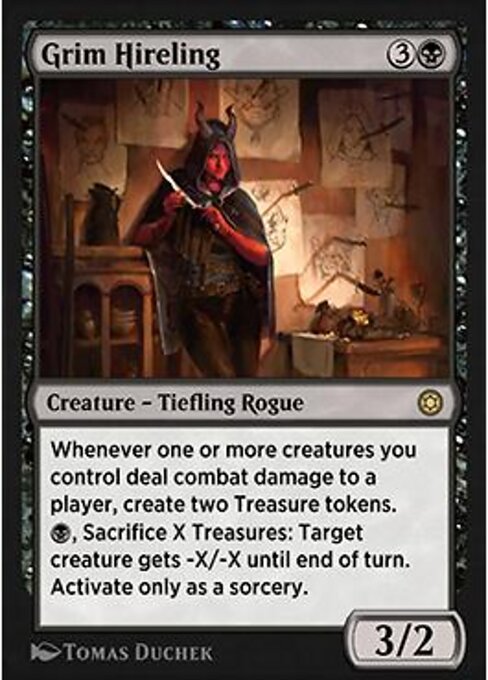 Grim Hireling 3
Creature – Tiefling Rogue
Whenever one or more creatures you
control deal combat damage to a
player, create two Treasure tokens.
, Sacrifice X Treasures: Target
creature gets -X/-X until end of turn.
Activate only as a sorcery.
3/2
Tomas Duchek